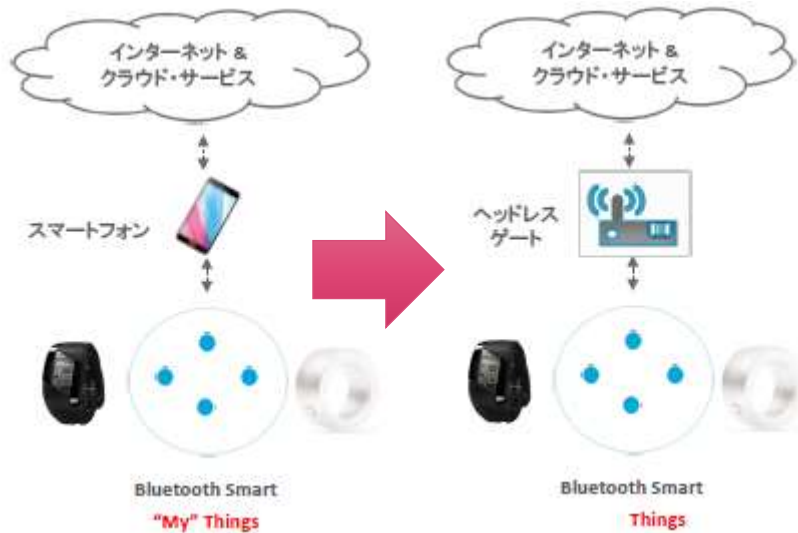 インターネット &
クラウド・サービス
スマートフォン
Bluetooth Smart
“My” Things
インターネット &
クラウド・サービス
ヘッドレス
ゲート
Bluetooth Smart
Things